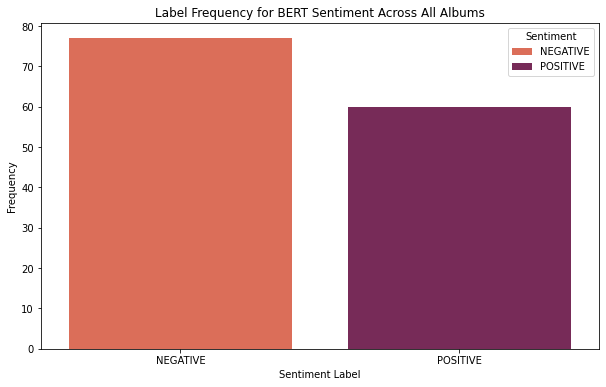 Label Frequency for BERT Sentiment Across All Albums
Sentiment
NEGATIVE
POSITIVE
Frequency
80
70
60
50
40
30
20
10
0
NEGATIVE POSITIVE
Sentiment Label